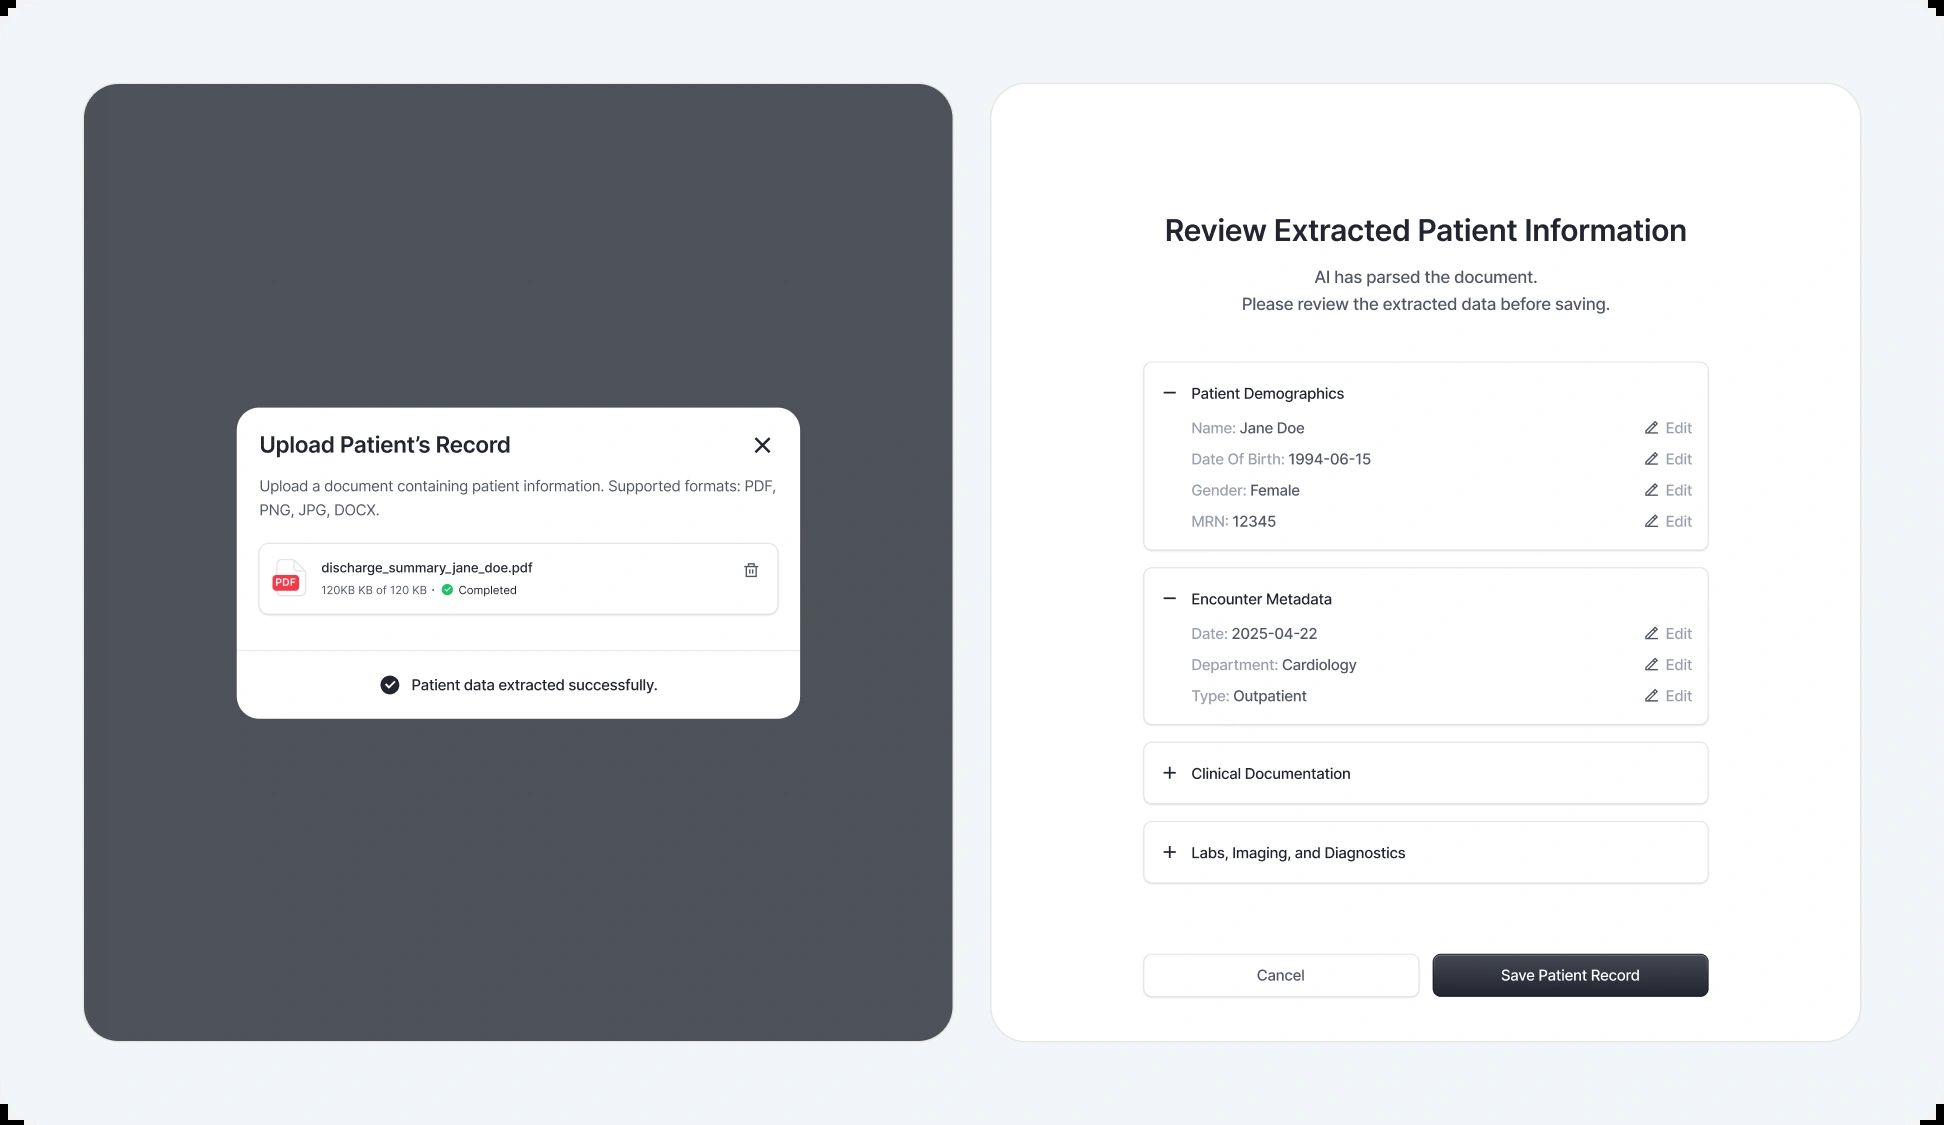 Upload Patient’s Record
Upload a document containing patient information. Supported formats: PDF,
PNG, JPG, DOCX.
PDF
discharge_summary_jane_doe.pdf
120KB KB of 120 KB · Completed
Patient data extracted successfully.
Review Extracted Patient Information
AI has parsed the document.
Please review the extracted data before saving.
Patient Demographics
Name: Jane Doe Edit
Date Of Birth: 1994-06-15 Edit
Gender: Female Edit
MRN: 12345 Edit
Encounter Metadata
Date: 2025-04-22 Edit
Department: Cardiology Edit
Type: Outpatient Edit
Clinical Documentation
Labs, Imaging, and Diagnostics
Cancel Save Patient Record